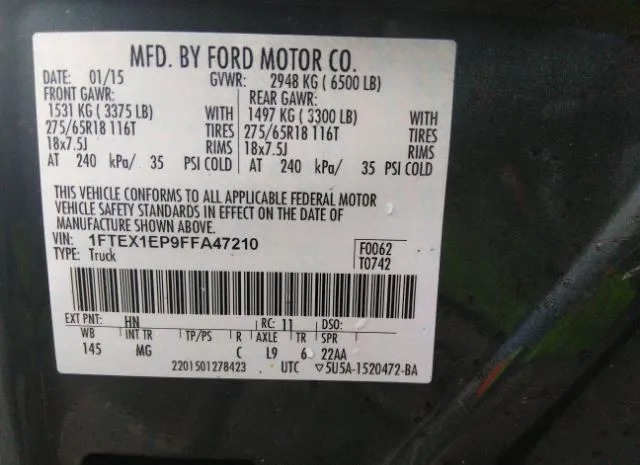 MFD. BY FORD MOTOR CO.
DATE: 01/15 GVWR: 2948 KG ( 6500 LB)
FRONT GAWR: REAR GAWR:
1531 KG ( 3375 LB) WITH 1497 KG ( 3300 LB) WITH
275/65R18 116T TIRES 275/65R18 116T TIRES
18x7.5J RIMS 18x7.5J RIMS
AT 240 kPa/ 35 PSI COLD AT 240 kPa/ 35 PSI COLD
THIS VEHICLE CONFORMS TO ALL APPLICABLE FEDERAL MOTOR
VEHICLE SAFETY STANDARDS IN EFFECT ON THE DATE OF
MANUFACTURE SHOWN ABOVE.
VIN: 1FTEX1EP9FFA47210 F0062
TYPE: Truck T0742
EXT PNT: HN RC: 11 DSO:
WB INT TR TP/PS R AXLE TR SPR
145 MG C L9 6 22AA
2201501278423 UTC ▽5U5A-1520472-BA